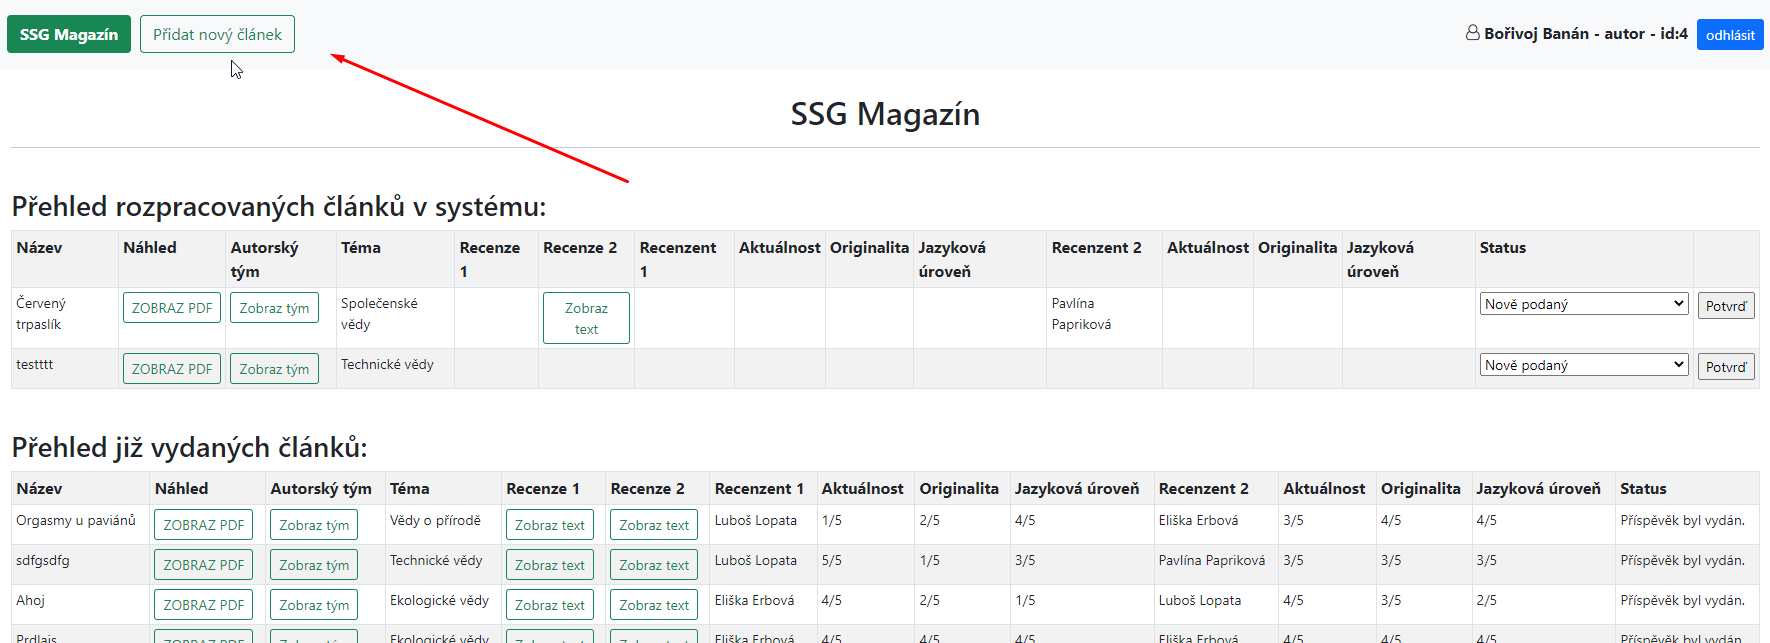 SSG Magazín Přidat nový článek Bořivoj Banán - autor - id:4 odhlásit
SSG Magazín
Přehled rozpracovaných článků v systému:
Název Náhled Autorský tým Téma Recenze 1 Recenze 2 Recenzent 1 Aktuálnost Originalita Jazyková úroveň Recenzent 2 Aktuálnost Originalita Jazyková úroveň Status
Červený trpaslík ZOBRAZ PDF Zobraz tým Společenské vědy Zobraz text Pavlína Papriková Nově podaný Potvrď
testttt ZOBRAZ PDF Zobraz tým Technické vědy Nově podaný Potvrď
Přehled již vydaných článků:
Název Náhled Autorský tým Téma Recenze 1 Recenze 2 Recenzent 1 Aktuálnost Originalita Jazyková úroveň Recenzent 2 Aktuálnost Originalita Jazyková úroveň Status
Orgasmy u paviánů ZOBRAZ PDF Zobraz tým Vědy o přírodě Zobraz text Zobraz text Luboš Lopata 1/5 2/5 4/5 Eliška Erbová 3/5 4/5 4/5 Příspěvek byl vydán.
sdfgsdfg ZOBRAZ PDF Zobraz tým Technické vědy Zobraz text Zobraz text Luboš Lopata 5/5 1/5 3/5 Pavlína Papriková 3/5 3/5 3/5 Příspěvek byl vydán.
Ahoj ZOBRAZ PDF Zobraz tým Ekologické vědy Zobraz text Zobraz text Eliška Erbová 4/5 2/5 1/5 Luboš Lopata 4/5 3/5 2/5 Příspěvek byl vydán.
ZOBRAZ PDF Zobraz tým Ekologické vědy Zobraz text Zobraz text Eliška Erbová 4/5 4/5 4/5 Luboš Lopata 4/5 4/5 4/5 Příspěvek byl vydán.